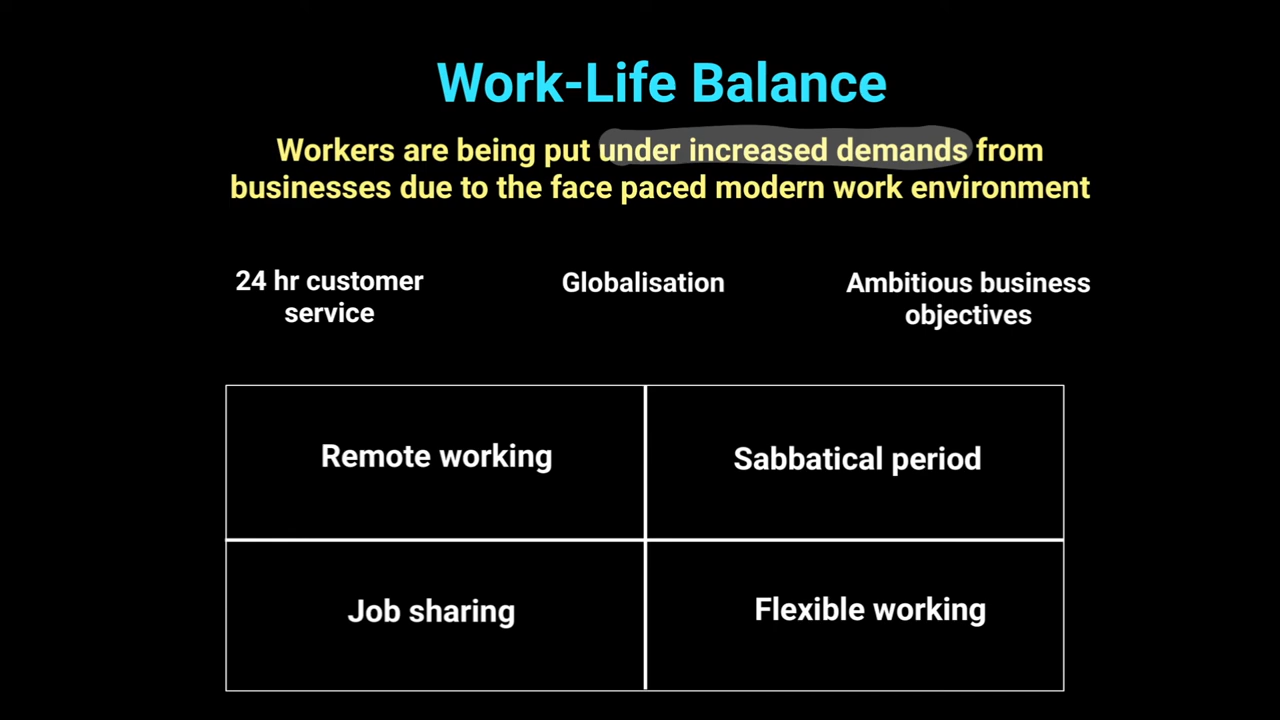 Work-Life Balance
Workers are being put under increased demands from
businesses due to the face paced modern work environment
24 hr customer
service
Globalisation
Ambitious business
objectives
Remote working
Sabbatical period
Job sharing
Flexible working